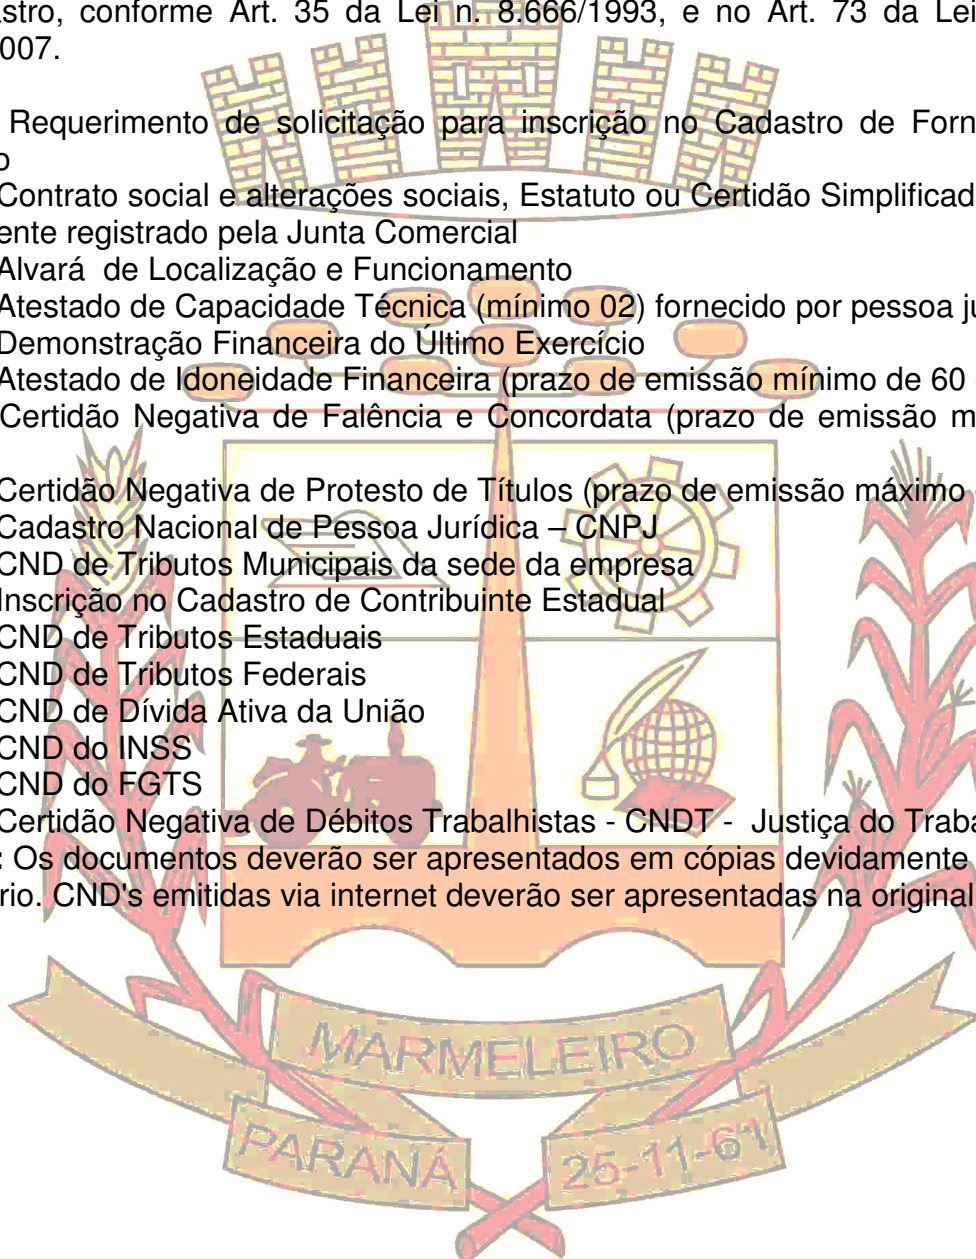 astro, conforme Art. 35 da Lei n. 8.666/1993, e no Art. 73 da Lei
007.
Requerimento de solicitação para inscrição no Cadastro de Forn
o
Contrato social e alterações sociais, Estatuto ou Certidão Simplificad
ente registrado pela Junta Comercial
Alvará de Localização e Funcionamento
Atestado de Capacidade Técnica (mínimo 02) fornecido por pessoa ju
Demonstração Financeira do Último Exercício
Atestado de Idoneidade Financeira (prazo de emissão mínimo de 60
Certidão Negativa de Falência e Concordata (prazo de emissão m
Certidão Negativa de Protesto de Títulos (prazo de emissão máximo
Cadastro Nacional de Pessoa Jurídica – CNPJ
CND de Tributos Municipais da sede da empresa
Inscrição no Cadastro de Contribuinte Estadual
CND de Tributos Estaduais
CND de Tributos Federais
CND de Dívida Ativa da União
CND do INSS
CND do FGTS
Certidão Negativa de Débitos Trabalhistas - CNDT - Justiça do Traba
: Os documentos deverão ser apresentados em cópias devidamente
rio. CND's emitidas via internet deverão ser apresentadas na original
MARMELEIRO
PARANÁ 25-11-61